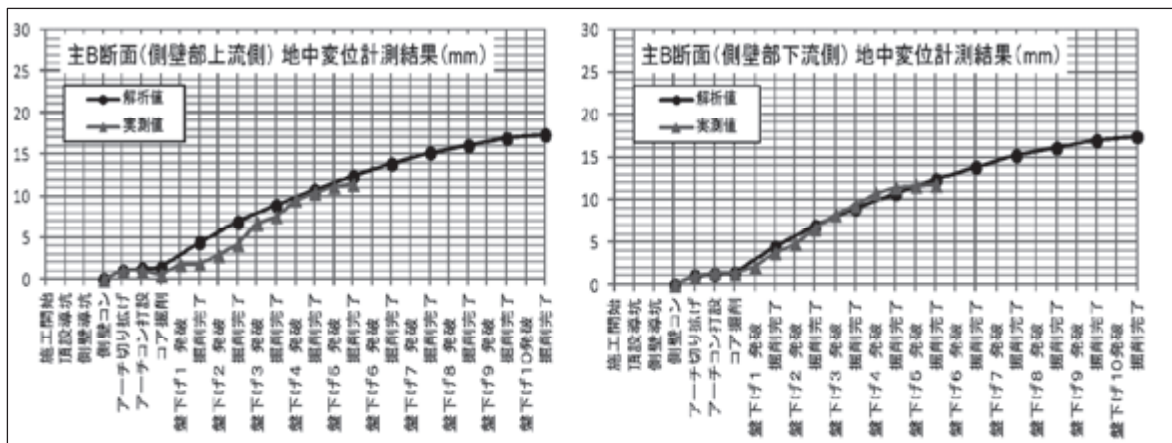 主B断面(側壁部上流側) 地中変位計測結果(mm)
解析値
実測値
30
25
20
15
10
5
0
施工開始
頂設導坑
側壁導坑
側壁コン
アーチ切り拡げ
アーチコン打設
コア掘削
盤下げ1 発破
掘削完了
盤下げ2 発破
掘削完了
盤下げ3 発破
掘削完了
盤下げ4 発破
掘削完了
盤下げ5 発破
掘削完了
盤下げ6 発破
掘削完了
盤下げ7 発破
掘削完了
盤下げ8 発破
掘削完了
盤下げ9 発破
掘削完了
盤下げ10発破
掘削完了
主B断面(側壁部下流側) 地中変位計測結果(mm)
解析値
実測値
30
25
20
15
10
5
0
施工開始
頂設導坑
側壁導坑
側壁コン
アーチ切り拡げ
アーチコン打設
コア掘削
盤下げ1 発破
掘削完了
盤下げ2 発破
掘削完了
盤下げ3 発破
掘削完了
盤下げ4 発破
掘削完了
盤下げ5 発破
掘削完了
盤下げ6 発破
掘削完了
盤下げ7 発破
掘削完了
盤下げ8 発破
掘削完了
盤下げ9 発破
掘削完了
盤下げ10発破
掘削完了